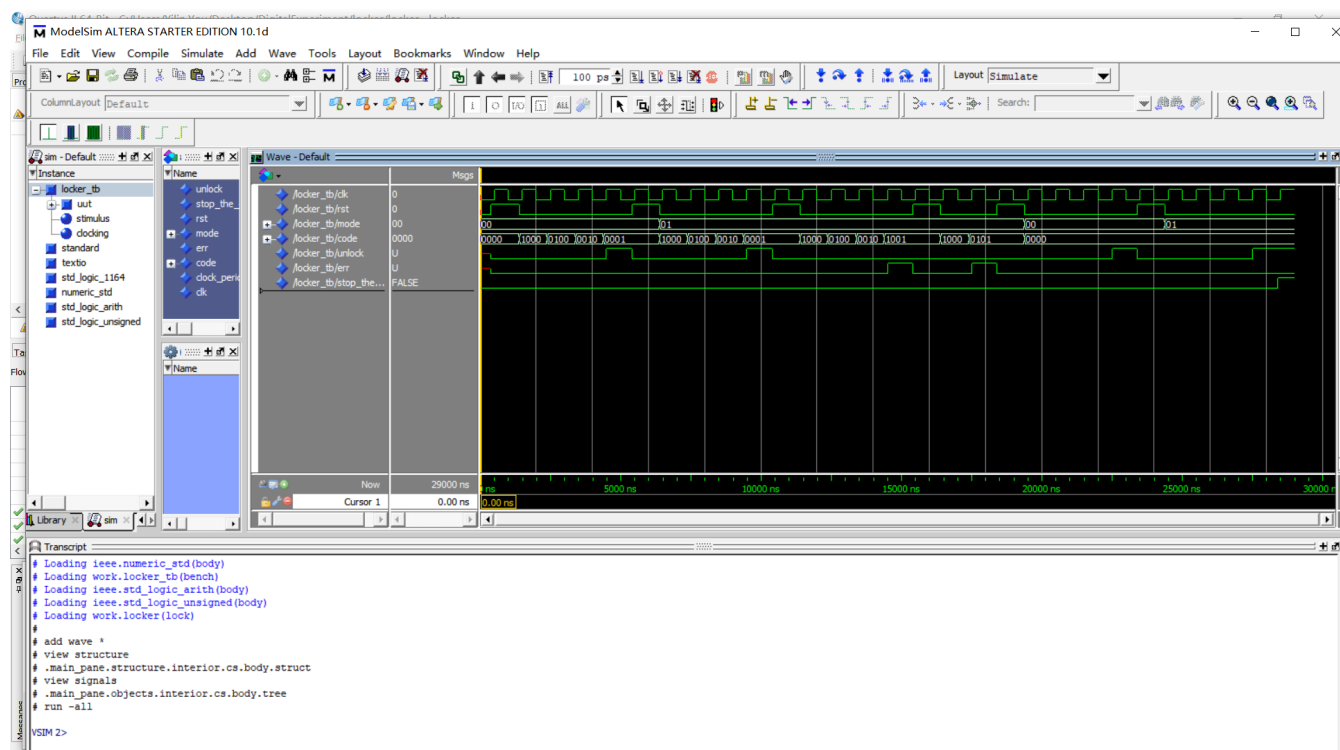 ModelSim ALTERA STARTER EDITION 10.1d
File Edit View Compile Simulate Add Wave Tools Layout Bookmarks Window Help
100 ps
Layout Simulate
ColumnLayout Default
Search:
sim - Default
Wave - Default
Instance
Name
Msgs
locker_tb
uut
stimulus
clocking
standard
textio
std_logic_1164
numeric_std
std_logic_arith
std_logic_unsigned
unlock
stop_the_
rst
mode
err
code
clock_peri
clk
Name
/locker_tb/clk 0
/locker_tb/rst 0
/locker_tb/mode 00 00 01 00 01
/locker_tb/code 0000 0000 1000 0100 0010 0001 1000 0100 0010 0001 1000 0100 0010 1001 1000 0101 0000
/locker_tb/unlock U
/locker_tb/err U
/locker_tb/stop_the... FALSE
Now 29000 ns ns 5000 ns 10000 ns 15000 ns 20000 ns 25000 ns 30000
Cursor 1 0.00 ns 0.00 ns
Library sim
Transcript
# Loading ieee.numeric_std(body)
# Loading work.locker_tb(bench)
# Loading ieee.std_logic_arith(body)
# Loading ieee.std_logic_unsigned(body)
# Loading work.locker(lock)
#
# add wave *
# view structure
# .main_pane.structure.interior.cs.body.struct
# view signals
# .main_pane.objects.interior.cs.body.tree
# run -all
VSIM 2>
Messages